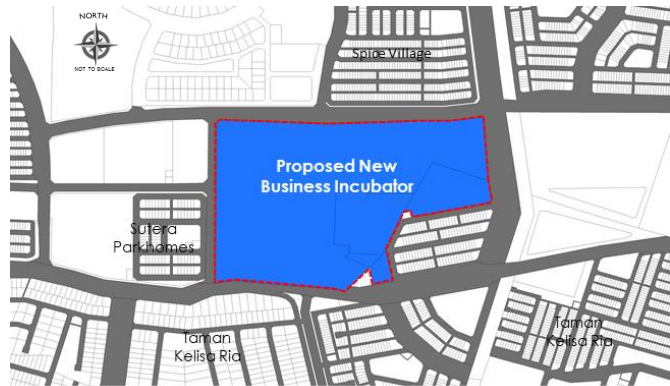 NORTH
NOT TO SCALE
Spice Village
Proposed New
Business Incubator
Sutera
Parkhomes
Taman
Kelisa Ria
Taman
Kelisa Ria